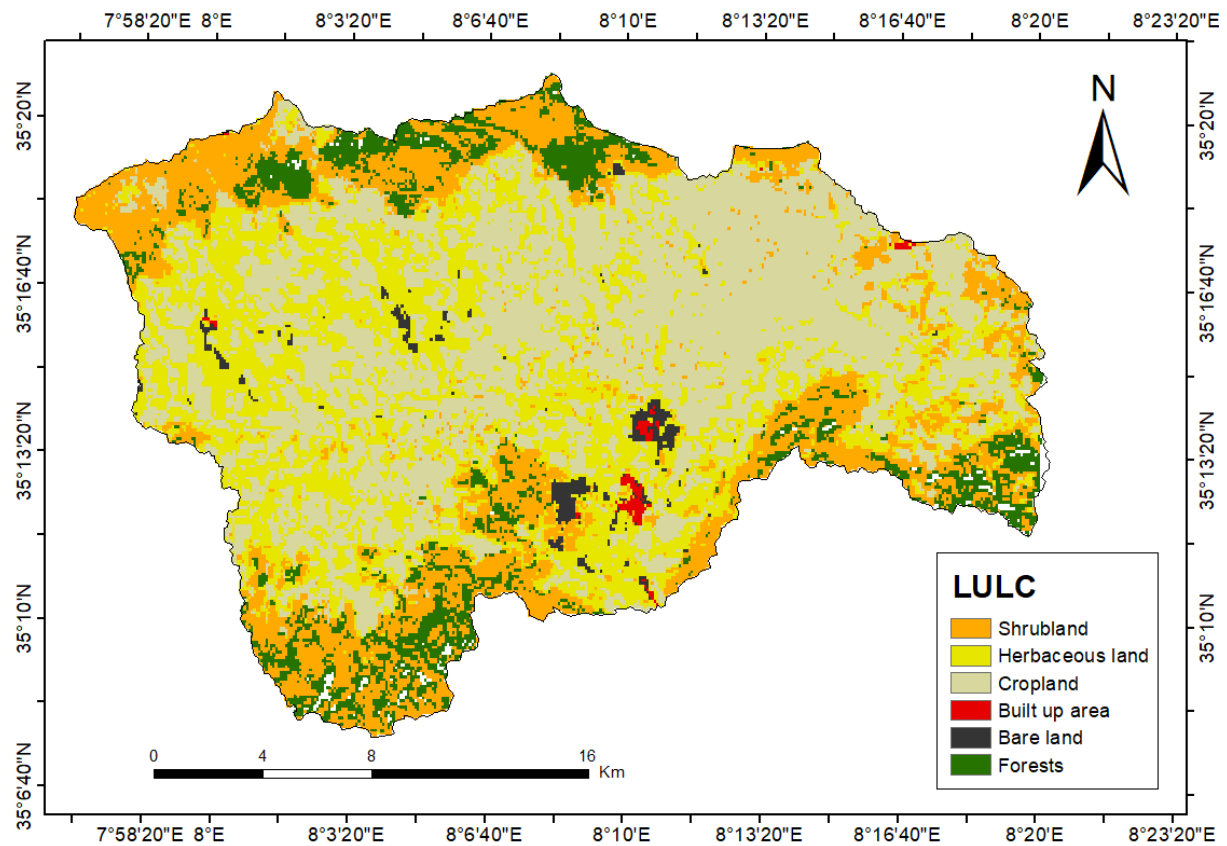 7°58'20"E 8°E 8°3'20"E 8°6'40"E 8°10'E 8°13'20"E 8°16'40"E 8°20'E 8°23'20"E
35°20'N
35°16'40"N
35°13'20"N
35°10'N
35°6'40"N
N
35°20'N
35°16'40"N
35°13'20"N
35°10'N
LULC
Shrubland
Herbaceous land
Cropland
Built up area
Bare land
Forests
0 4 8 16
Km
7°58'20"E 8°E 8°3'20"E 8°6'40"E 8°10'E 8°13'20"E 8°16'40"E 8°20'E 8°23'20"E